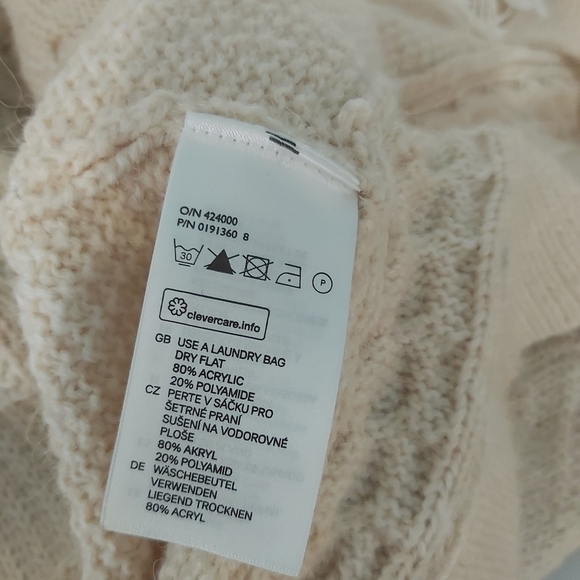 O/N 424000
P/N 0191360 8
30
P
clevercare.info
GB USE A LAUNDRY BAG
DRY FLAT
80% ACRYLIC
20% POLYAMIDE
CZ PERTE V SÁČKU PRO
ŠETRNÉ PRANÍ
SUŠENÍ NA VODOROVNÉ
PLOŠE
80% AKRYL
20% POLYAMID
DE WÄSCHEBEUTEL
VERWENDEN
LIEGEND TROCKNEN
80% ACRYL